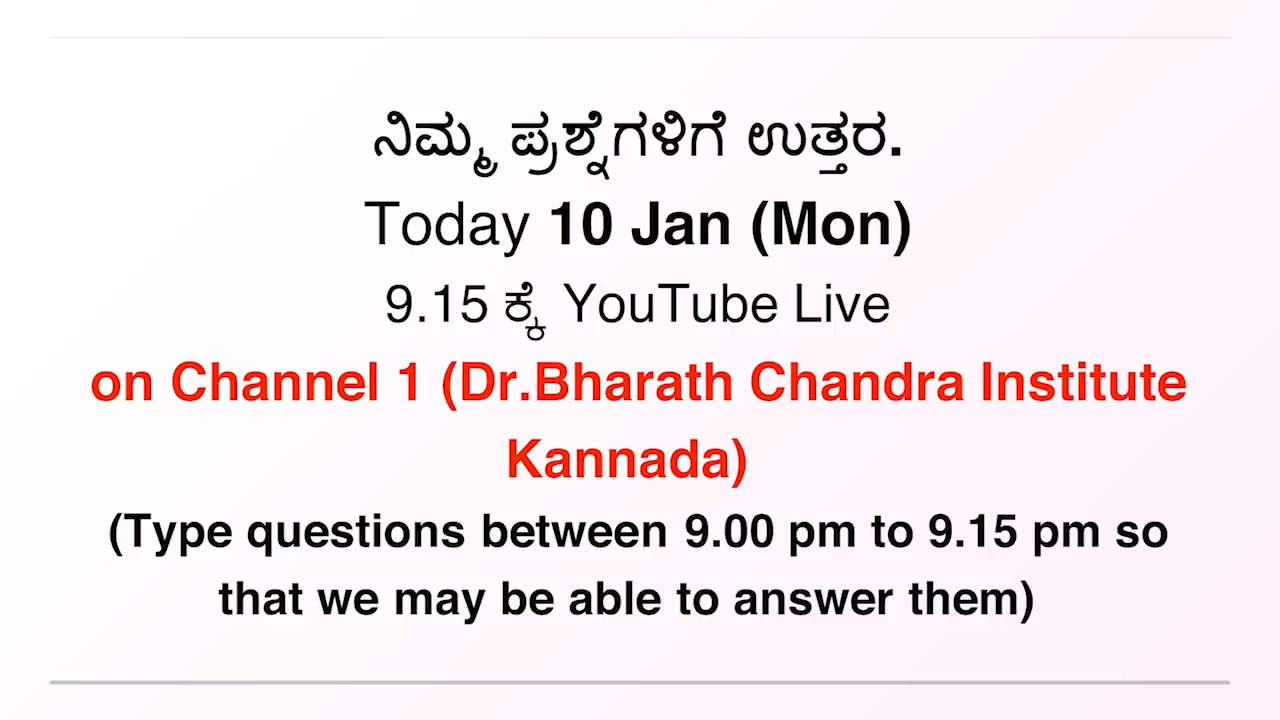 ನಿಮ್ಮ ಪ್ರಶ್ನೆಗಳಿಗೆ ಉತ್ತರ.
Today 10 Jan (Mon)
9.15 ಕ್ಕೆ YouTube Live
on Channel 1 (Dr.Bharath Chandra Institute
Kannada)
(Type questions between 9.00 pm to 9.15 pm so
that we may be able to answer them)